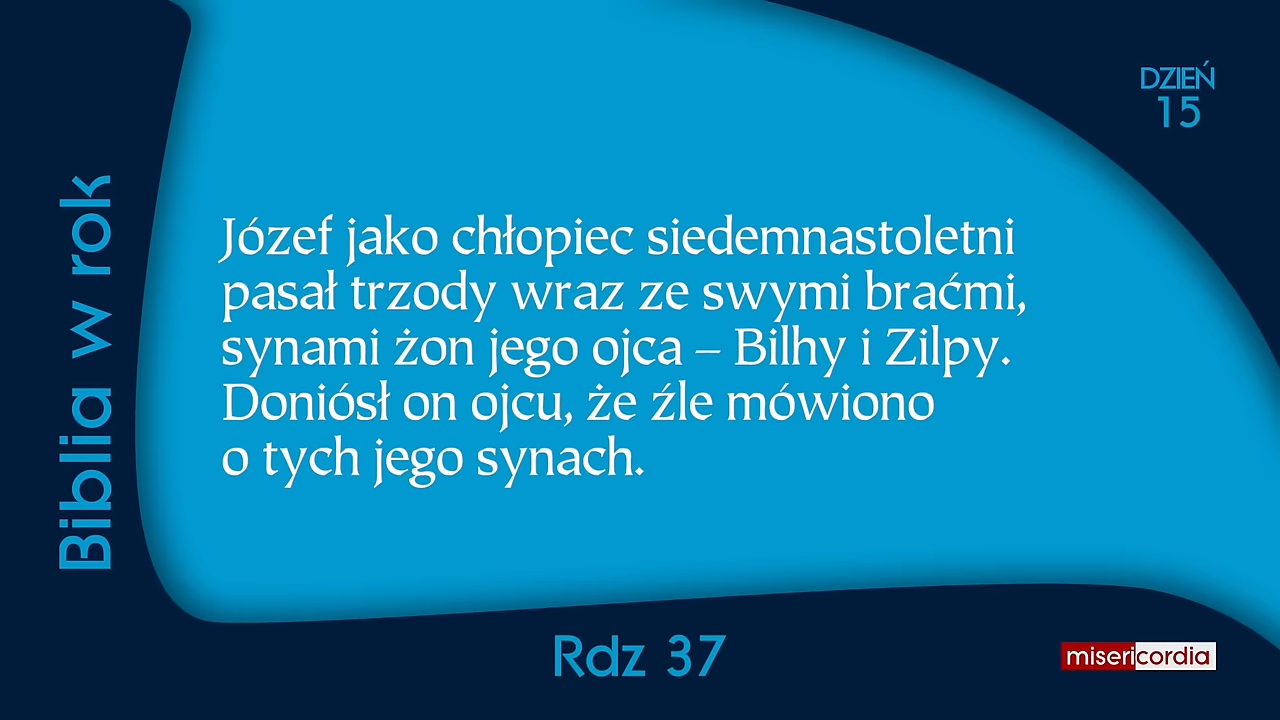 DZIEŃ
15
Biblia w rok
Józef jako chłopiec siedemnastoletni
pasał trzody wraz ze swymi braćmi,
synami żon jego ojca – Bilhy i Zilpy.
Doniósł on ojcu, że źle mówiono
o tych jego synach.
Rdz 37
misericordia